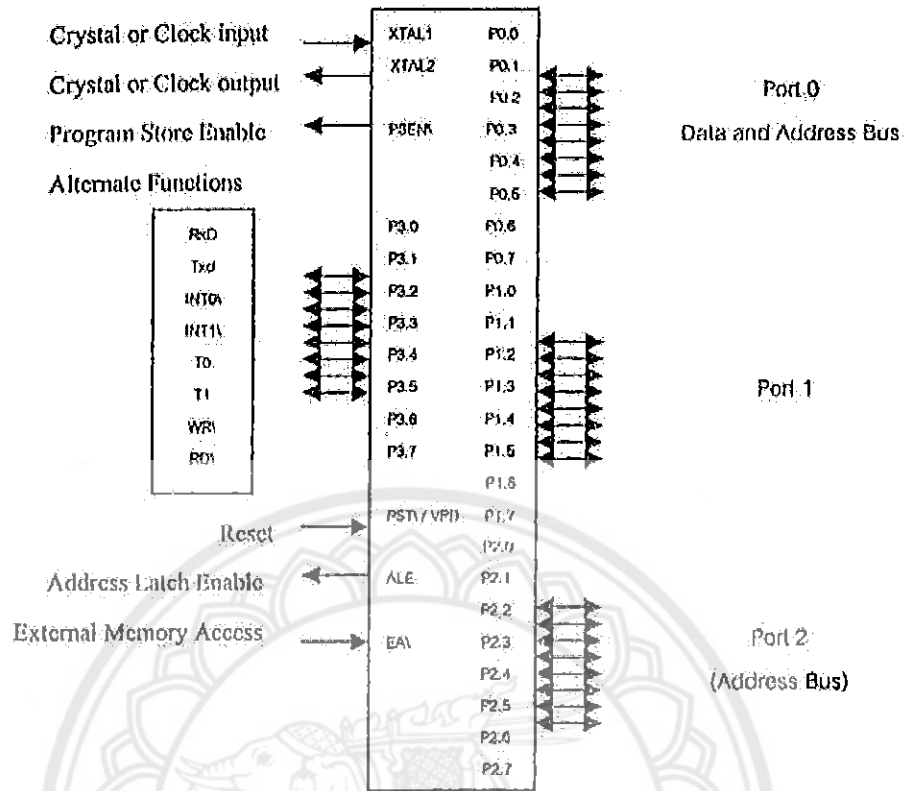 Crystal or Clock input
Crystal or Clock output
Program Store Enable
Alternate Functions
RxD
Txd
INT0\
INT1\
T0
T1
WR\
RD\
Reset
Address Latch Enable
External Memory Access
XTAL1
XTAL2
PSEN\
P3.0
P3.1
P3.2
P3.3
P3.4
P3.5
P3.6
P3.7
ALE
EA\
P0.0
P0.1
P0.2
P0.3
P0.4
P0.5
P0.6
P0.7
P1.0
P1.1
P1.2
P1.3
P1.4
P1.5
P1.6
P1.7
P2.0
P2.1
P2.2
P2.3
P2.4
P2.5
P2.6
P2.7
Port 0
Data and Address Bus
Port 1
Port 2
(Address Bus)